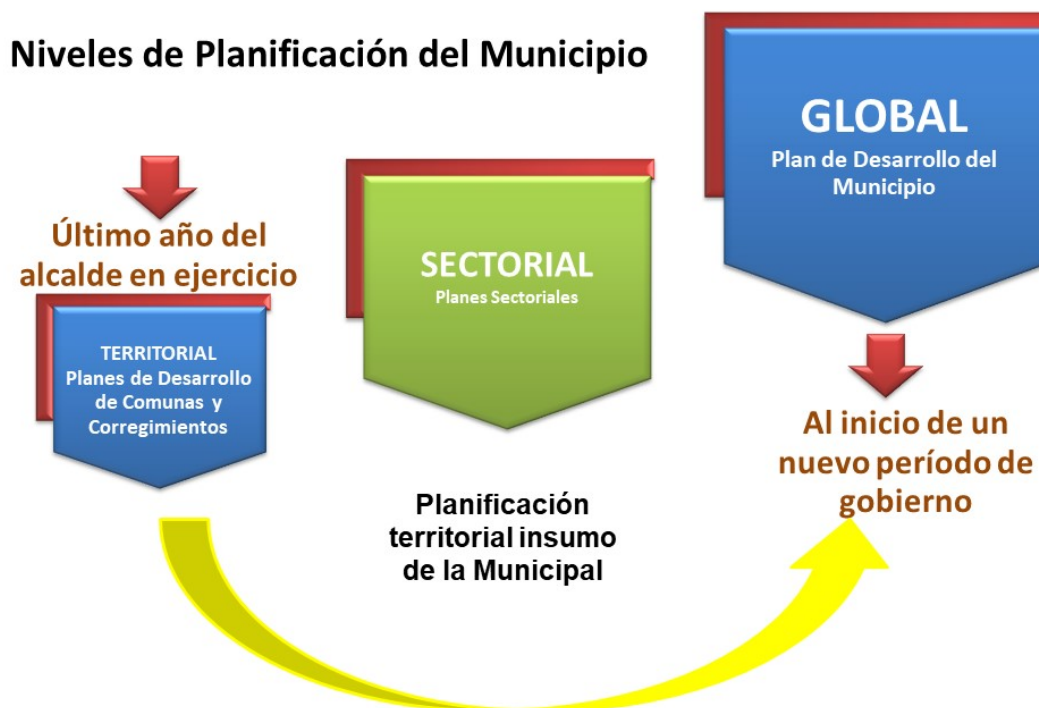 Niveles de Planificación del Municipio
Último año del
alcalde en ejercicio
TERRITORIAL
Planes de Desarrollo
de Comunas y
Corregimientos
SECTORIAL
Planes Sectoriales
GLOBAL
Plan de Desarrollo del
Municipio
Al inicio de un
nuevo período de
gobierno
Planificación
territorial insumo
de la Municipal